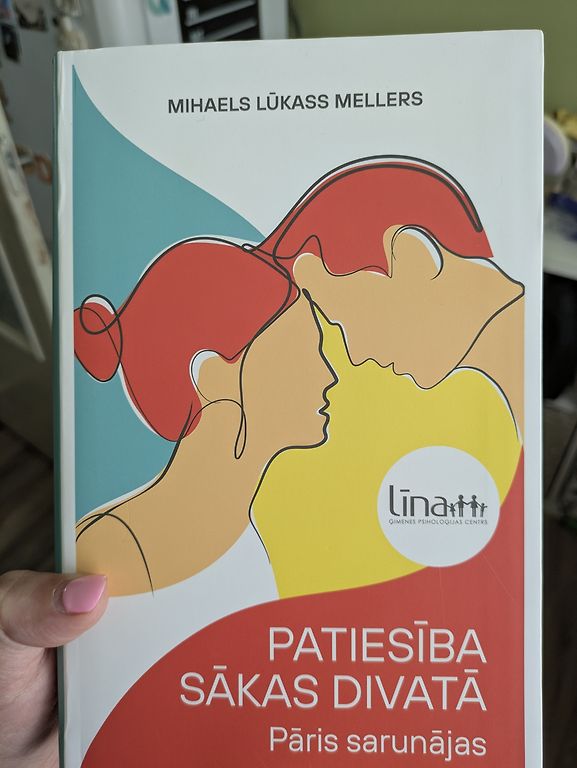 MIHAELS LŪKASS MELLERS
līna
ĢIMENES PSIHOLOĢIJAS CENTRS
PATIESĪBA
SĀKAS DIVATĀ
Pāris sarunājas